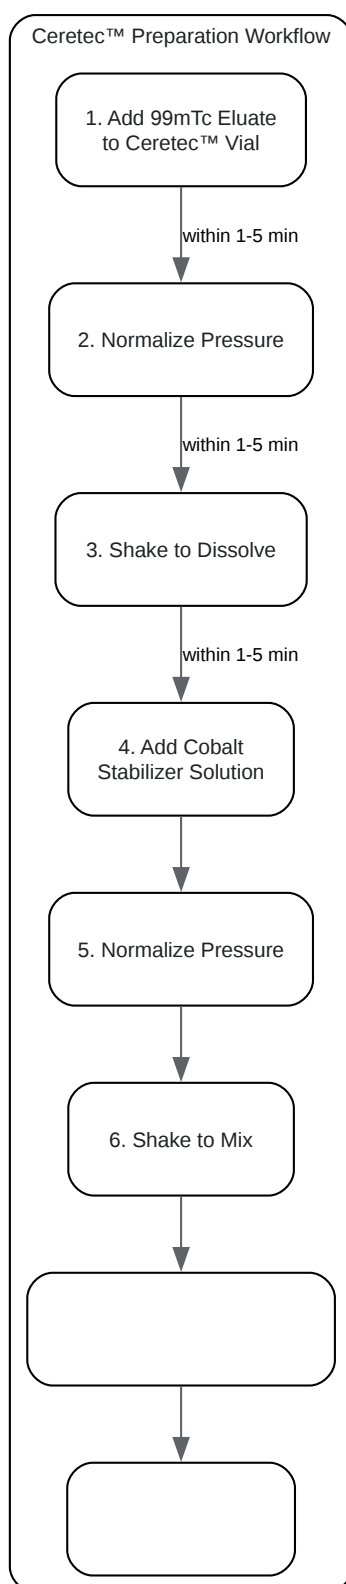 Ceretec™ Preparation Workflow
1. Add 99mTc Eluate
to Ceretec™ Vial
within 1-5 min
2. Normalize Pressure
within 1-5 min
3. Shake to Dissolve
within 1-5 min
4. Add Cobalt
Stabilizer Solution
5. Normalize Pressure
6. Shake to Mix